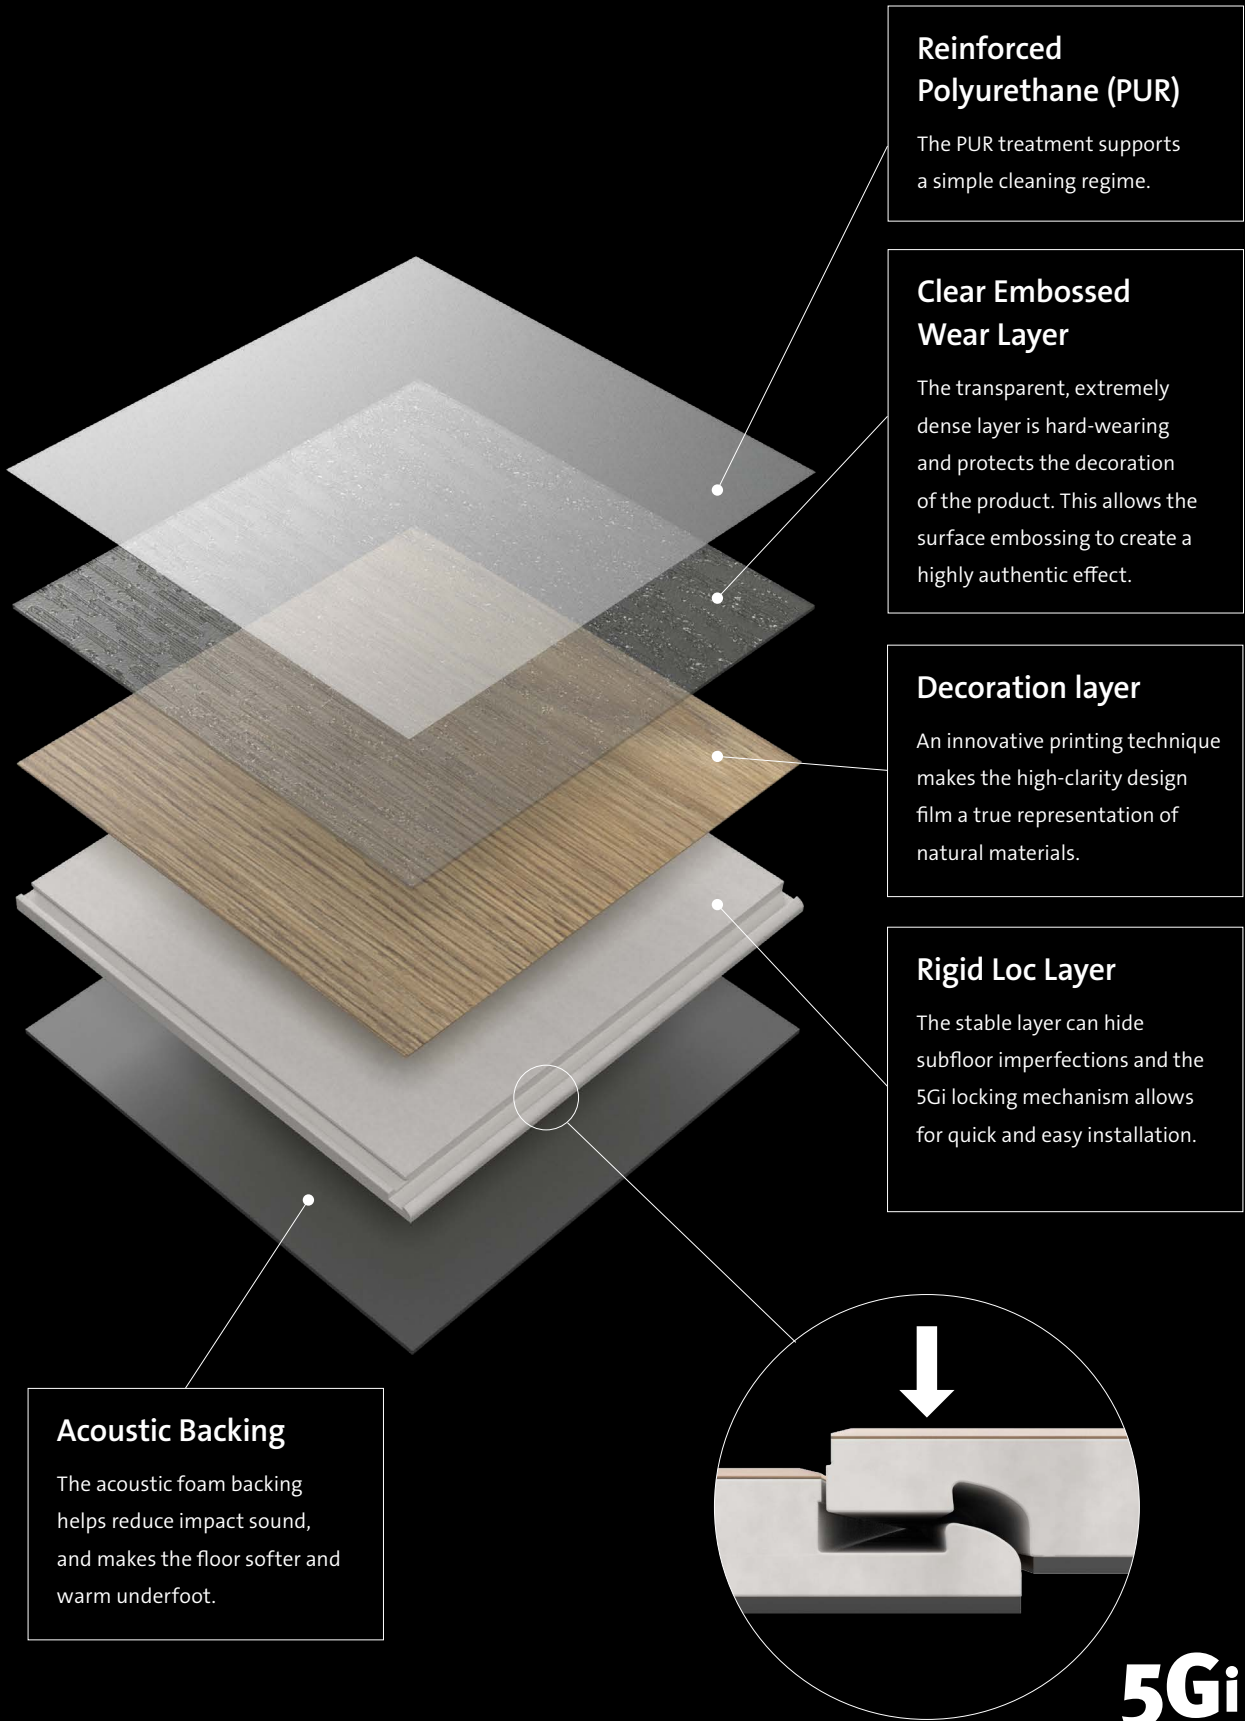 Reinforced
Polyurethane (PUR)
The PUR treatment supports
a simple cleaning regime.
Clear Embossed
Wear Layer
The transparent, extremely
dense layer is hard-wearing
and protects the decoration
of the product. This allows the
surface embossing to create a
highly authentic effect.
Decoration layer
An innovative printing technique
makes the high-clarity design
film a true representation of
natural materials.
Rigid Loc Layer
The stable layer can hide
subfloor imperfections and the
5Gi locking mechanism allows
for quick and easy installation.
Acoustic Backing
The acoustic foam backing
helps reduce impact sound,
and makes the floor softer and
warm underfoot.
5Gi